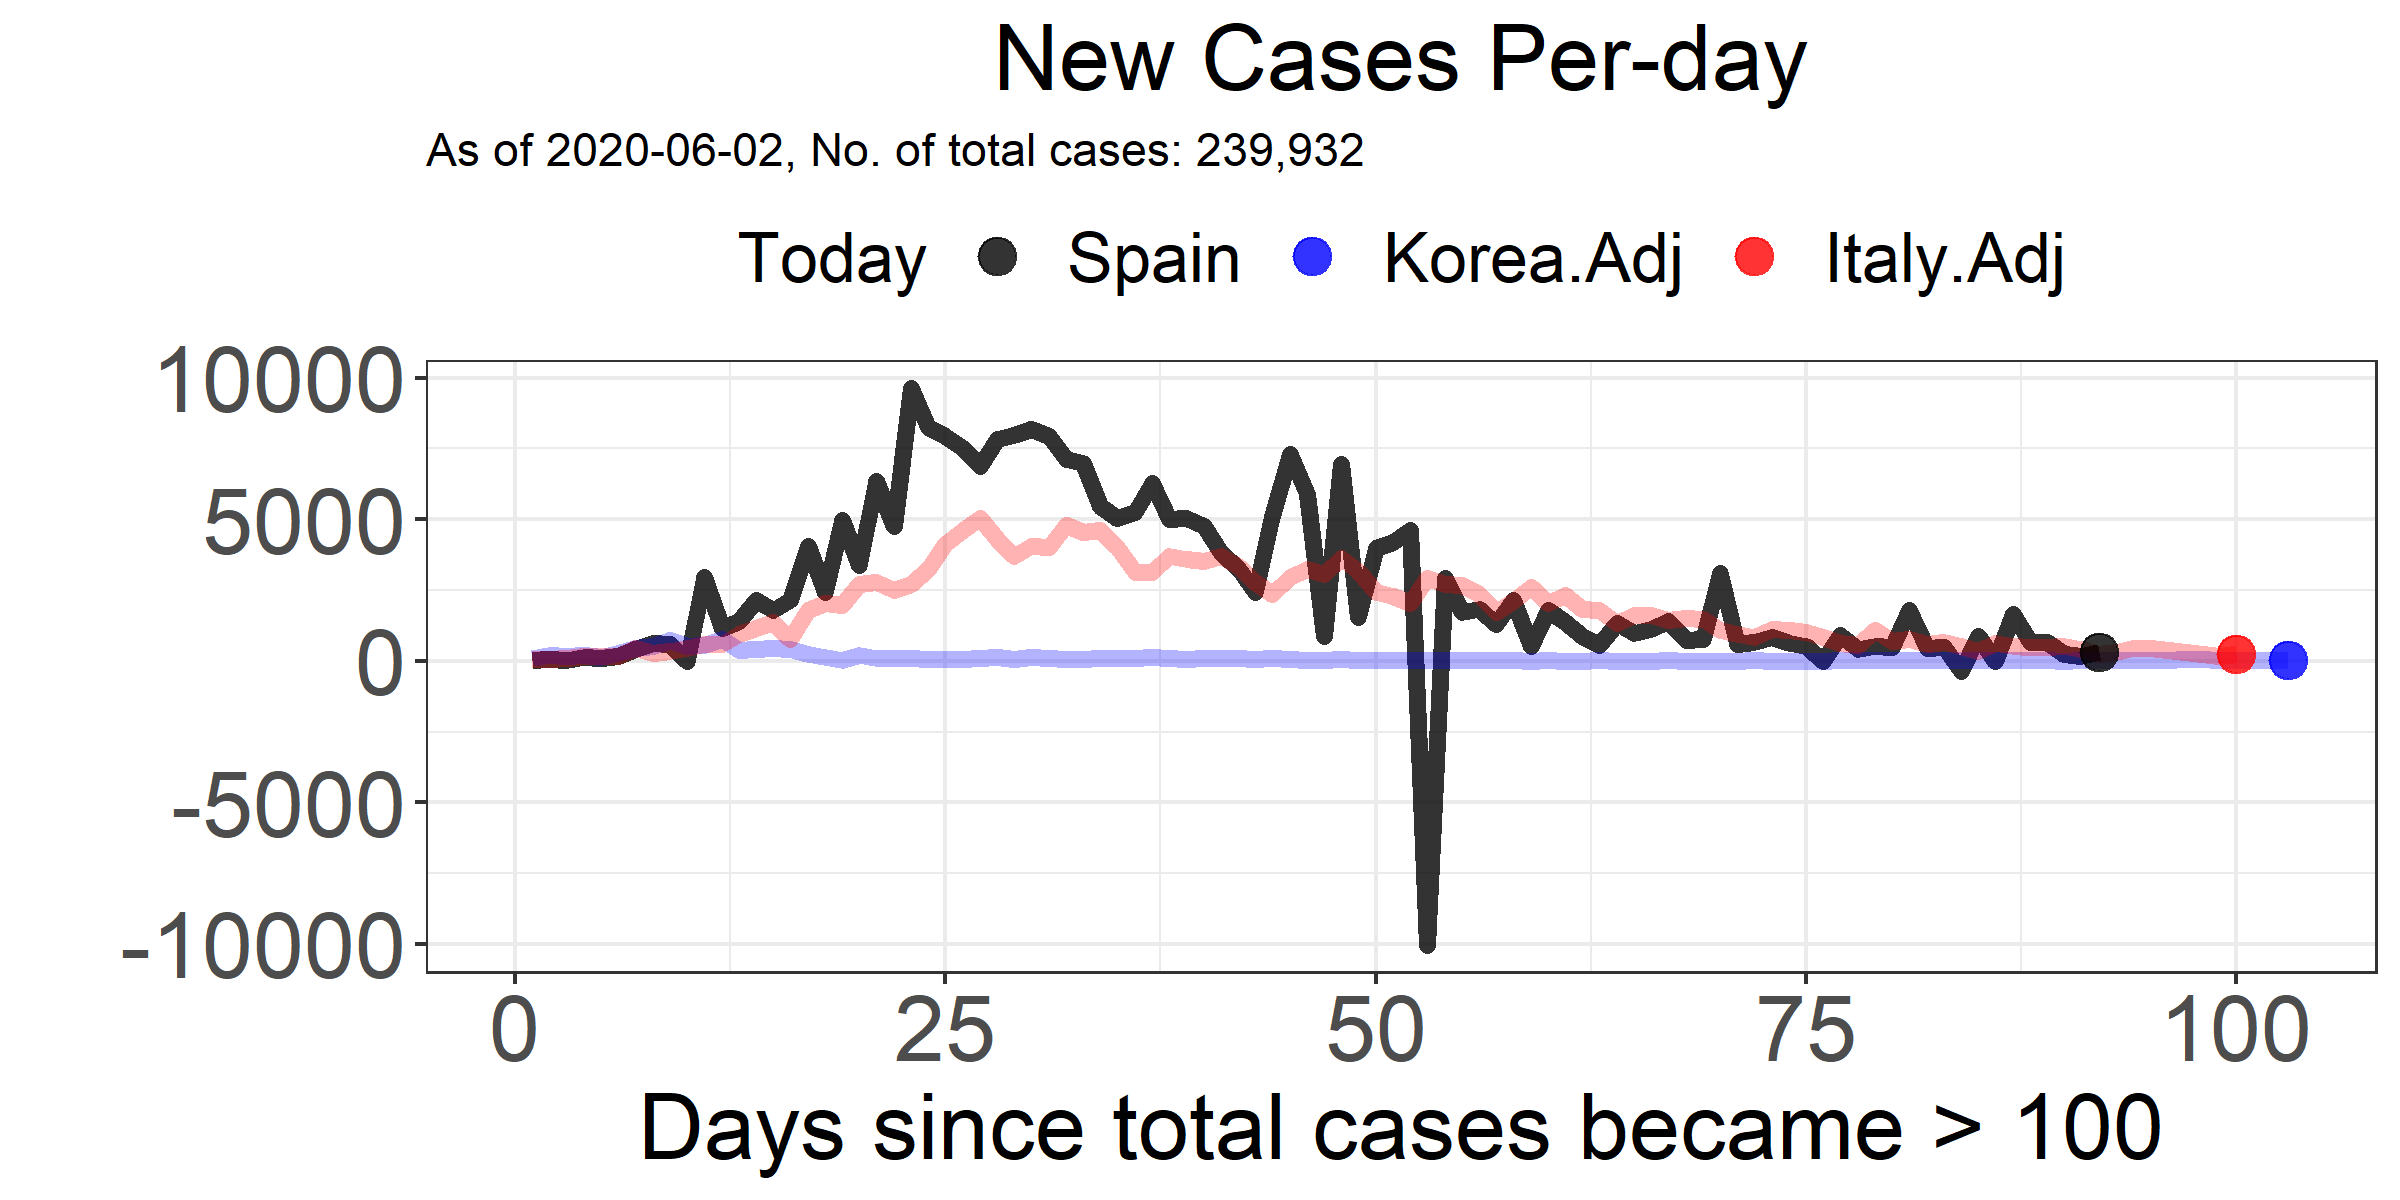 New Cases Per-day
As of 2020-06-02, No. of total cases: 239,932
Today Spain Korea.Adj Italy.Adj
10000
5000
0
-5000
-10000
0 25 50 75 100
Days since total cases became > 100